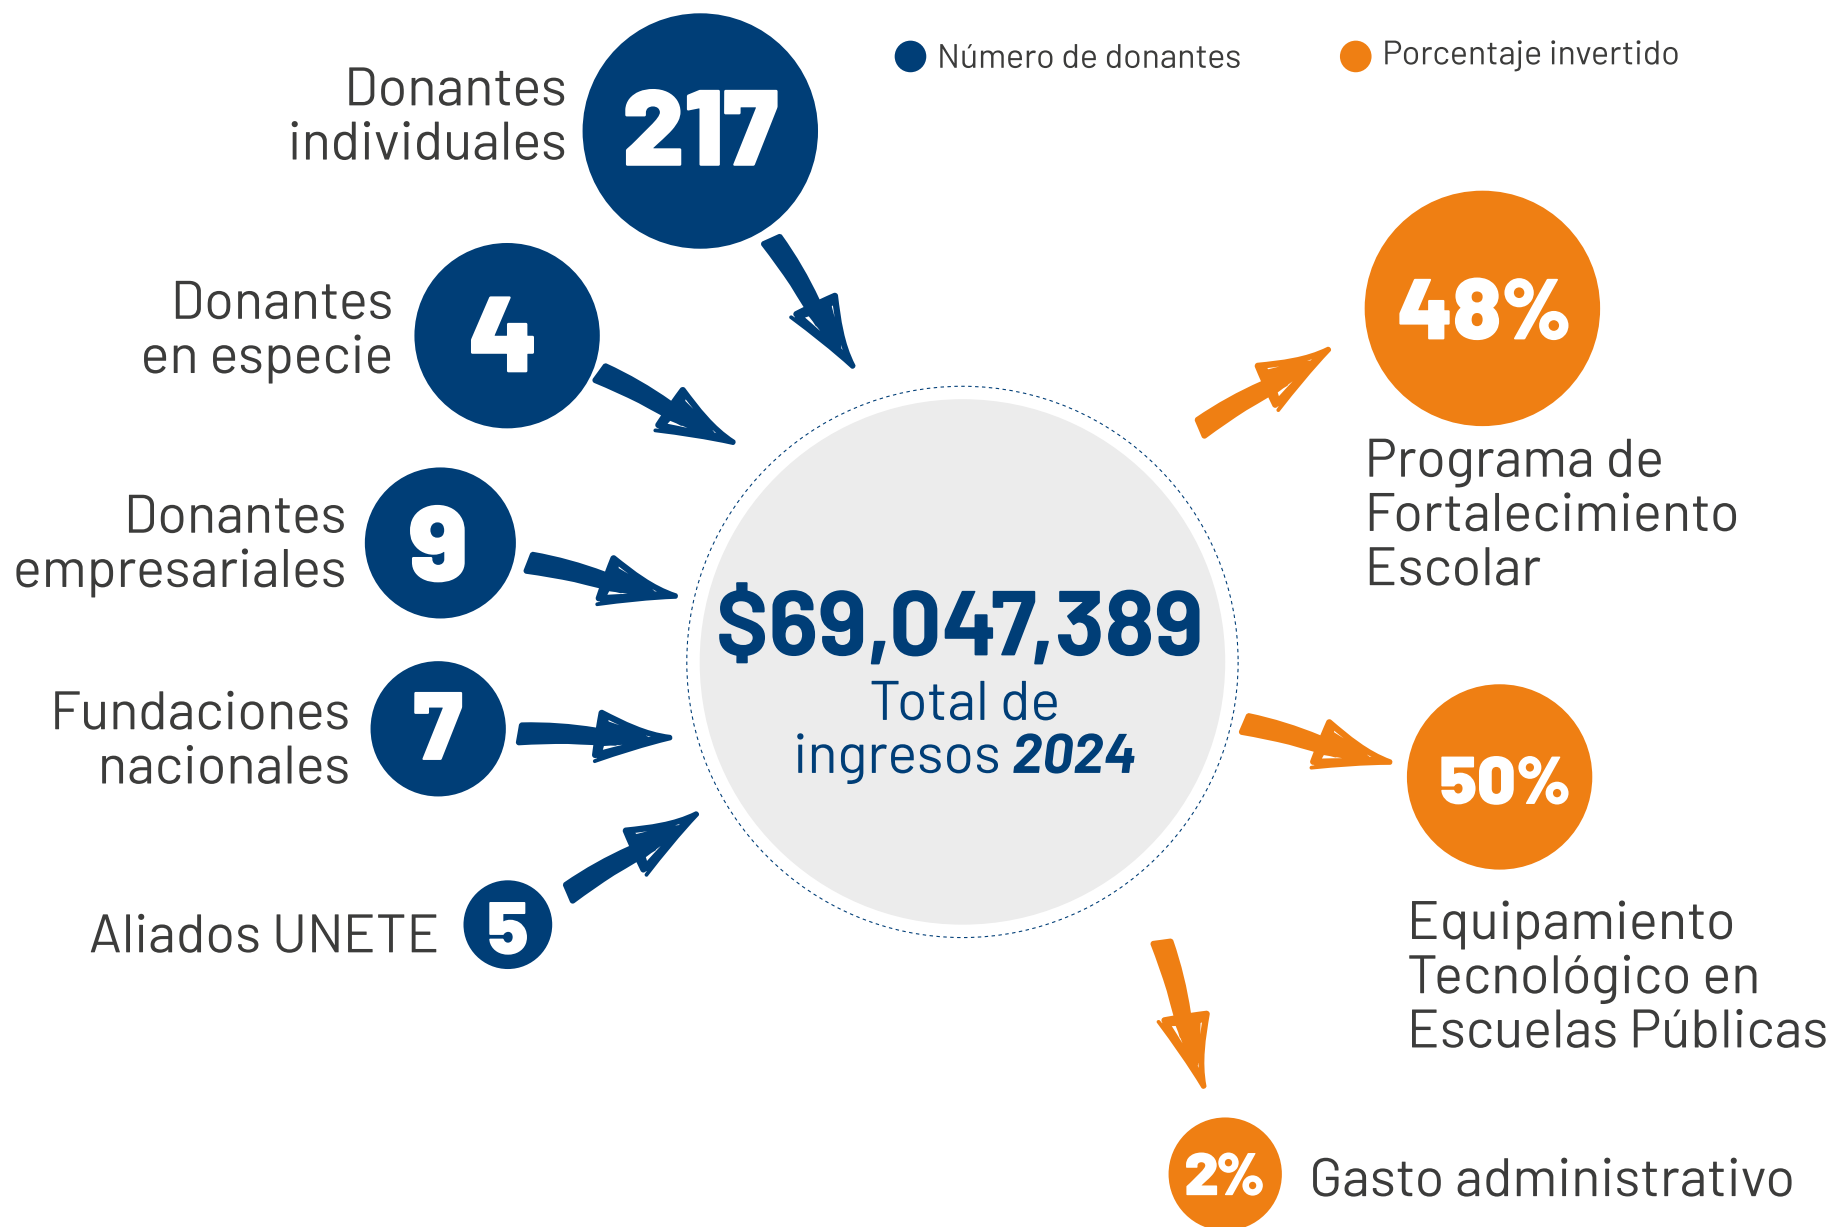 Número de donantes
Porcentaje invertido
Donantes
individuales
217
Donantes
en especie
4
Donantes
empresariales
9
Fundaciones
nacionales
7
Aliados UNETE
5
$69,047,389
Total de
ingresos 2024
48%
Programa de
Fortalecimiento
Escolar
50%
Equipamiento
Tecnológico en
Escuelas Públicas
2%
Gasto administrativo